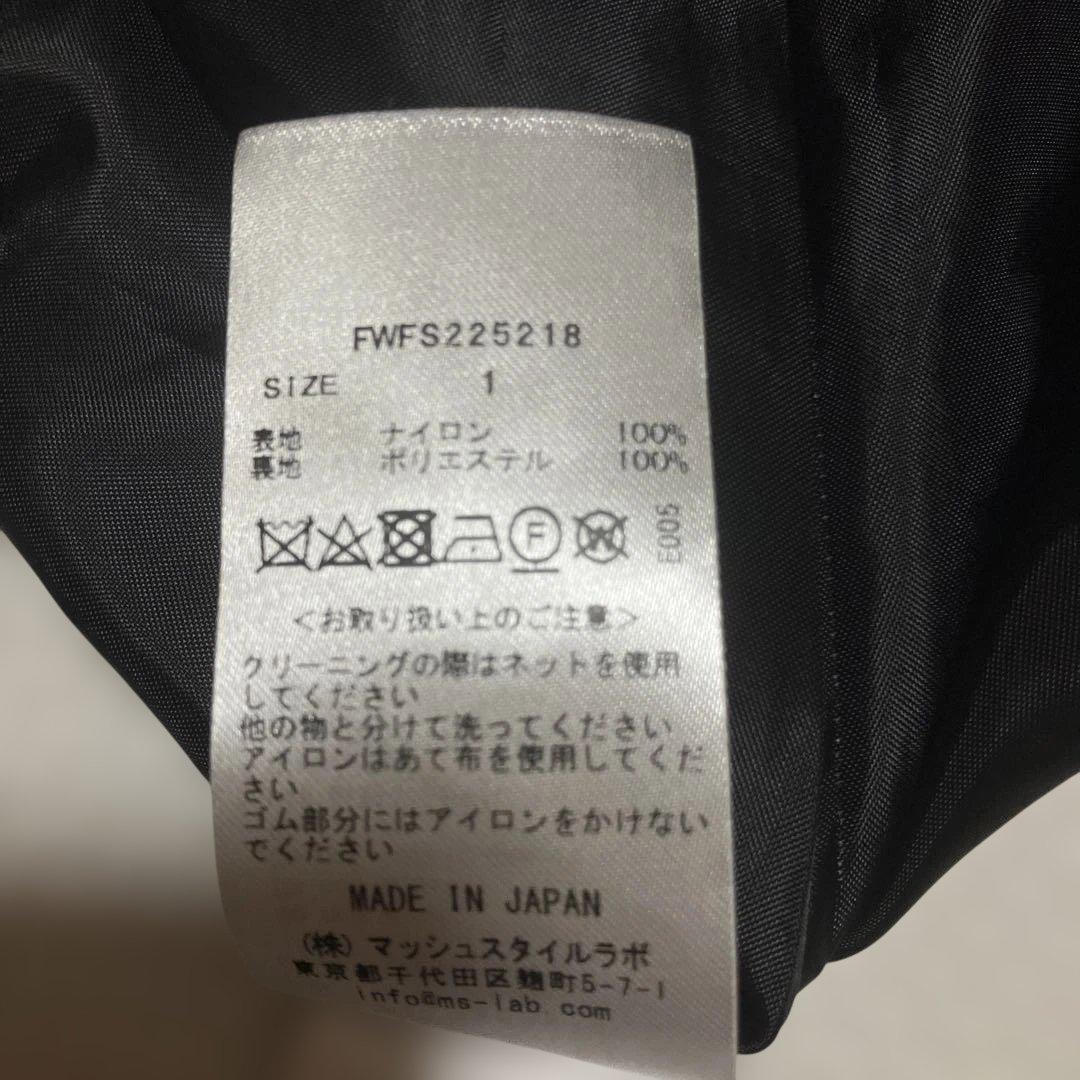 FWFS225218
SIZE 1
表地 ナイロン 100%
裏地 ポリエステル 100%
F W E005
＜お取り扱い上のご注意＞
クリーニングの際はネットを使用
してください
他の物と分けて洗ってください
アイロンはあて布を使用してくだ
さい
ゴム部分にはアイロンをかけない
でください
MADE IN JAPAN
(株) マッシュスタイルラボ
東京都千代田区麹町5-7-1
info@ms-lab.com